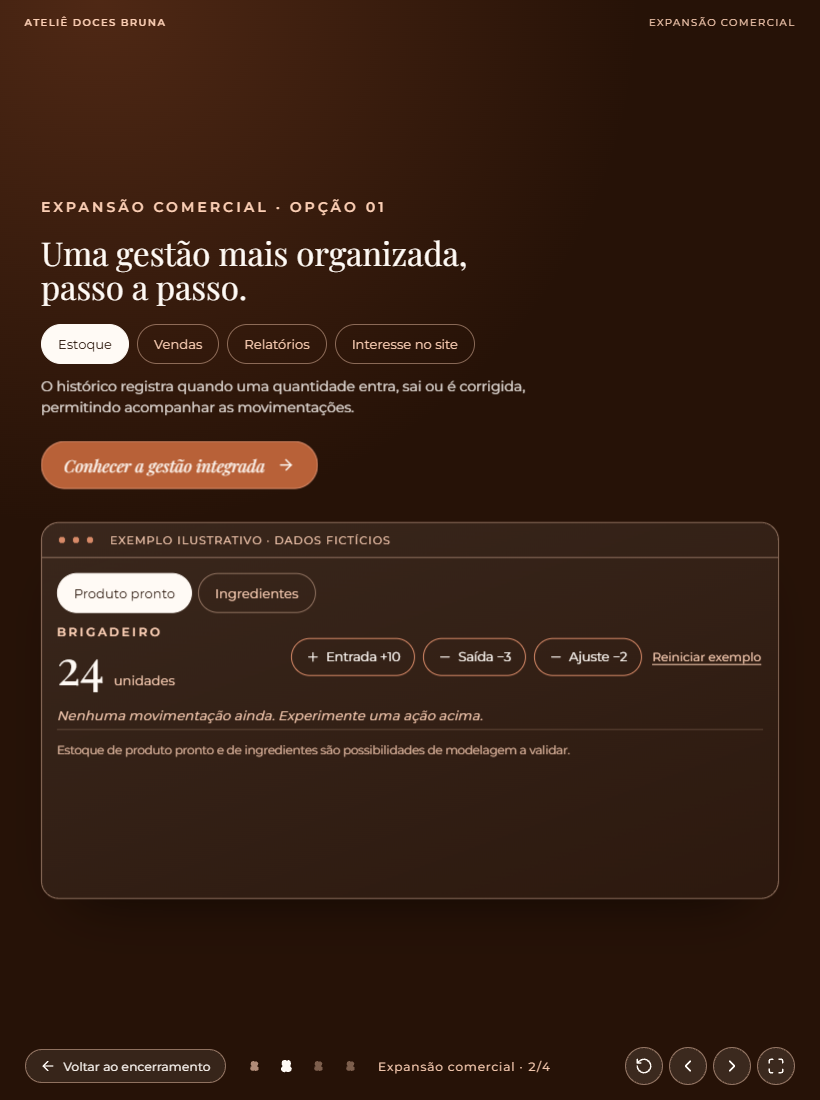 ATELIÊ DOCES BRUNA
EXPANSÃO COMERCIAL
EXPANSÃO COMERCIAL · OPÇÃO 01
Uma gestão mais organizada,
passo a passo.
Estoque
Vendas
Relatórios
Interesse no site
O histórico registra quando uma quantidade entra, sai ou é corrigida,
permitindo acompanhar as movimentações.
Conhecer a gestão integrada →
EXEMPLO ILUSTRATIVO · DADOS FICTÍCIOS
Produto pronto
Ingredientes
BRIGADEIRO
24 unidades
+ Entrada +10
− Saída −3
− Ajuste −2
Reiniciar exemplo
Nenhuma movimentação ainda. Experimente uma ação acima.
Estoque de produto pronto e de ingredientes são possibilidades de modelagem a validar.
← Voltar ao encerramento
Expansão comercial · 2/4